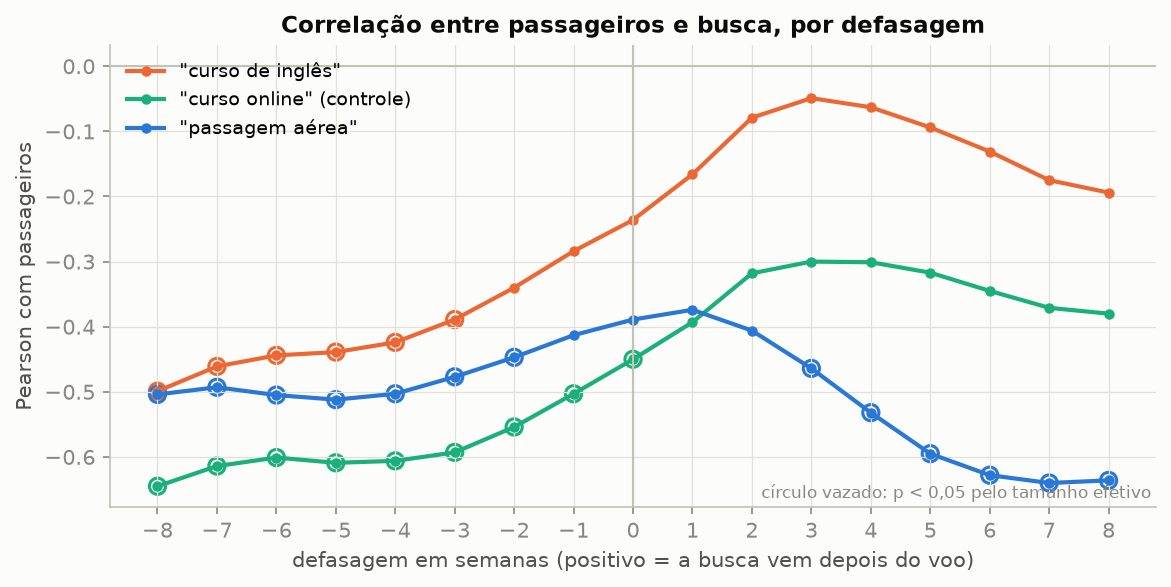 Correlação entre passageiros e busca, por defasagem
Pearson com passageiros
0.0
−0.1
−0.2
−0.3
−0.4
−0.5
−0.6
"curso de inglês"
"curso online" (controle)
"passagem aérea"
círculo vazado: p < 0,05 pelo tamanho efetivo
−8 −7 −6 −5 −4 −3 −2 −1 0 1 2 3 4 5 6 7 8
defasagem em semanas (positivo = a busca vem depois do voo)